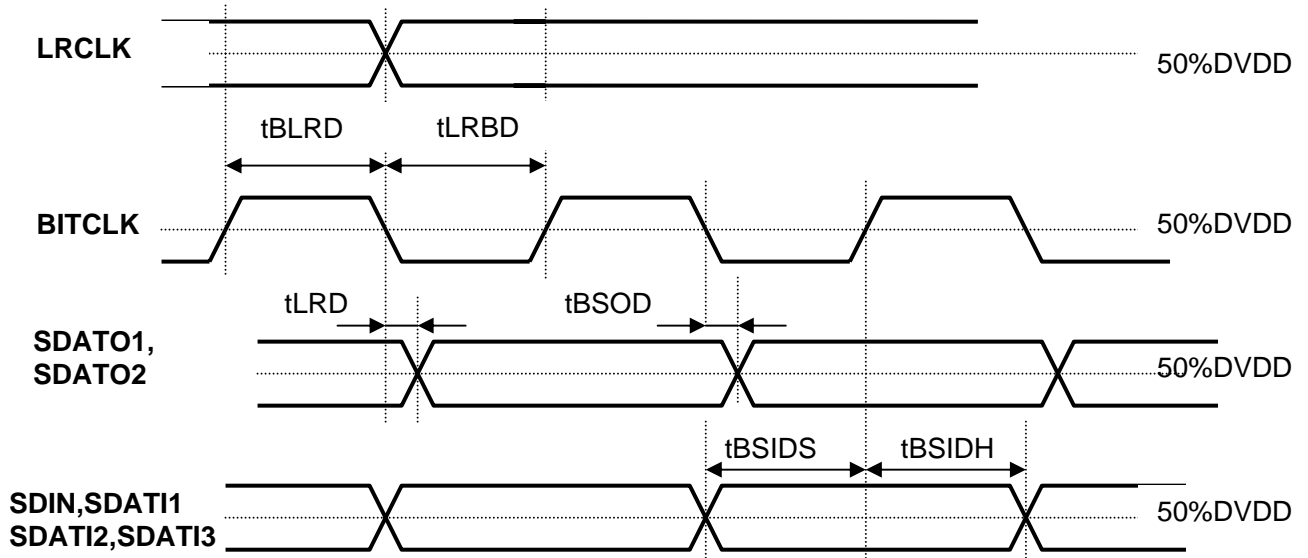 LRCLK
50%DVDD
tBLRD
tLRBD
BITCLK
50%DVDD
tLRD
tBSOD
SDATO1,
SDATO2
50%DVDD
tBSIDS
tBSIDH
SDIN,SDATI1
SDATI2,SDATI3
50%DVDD